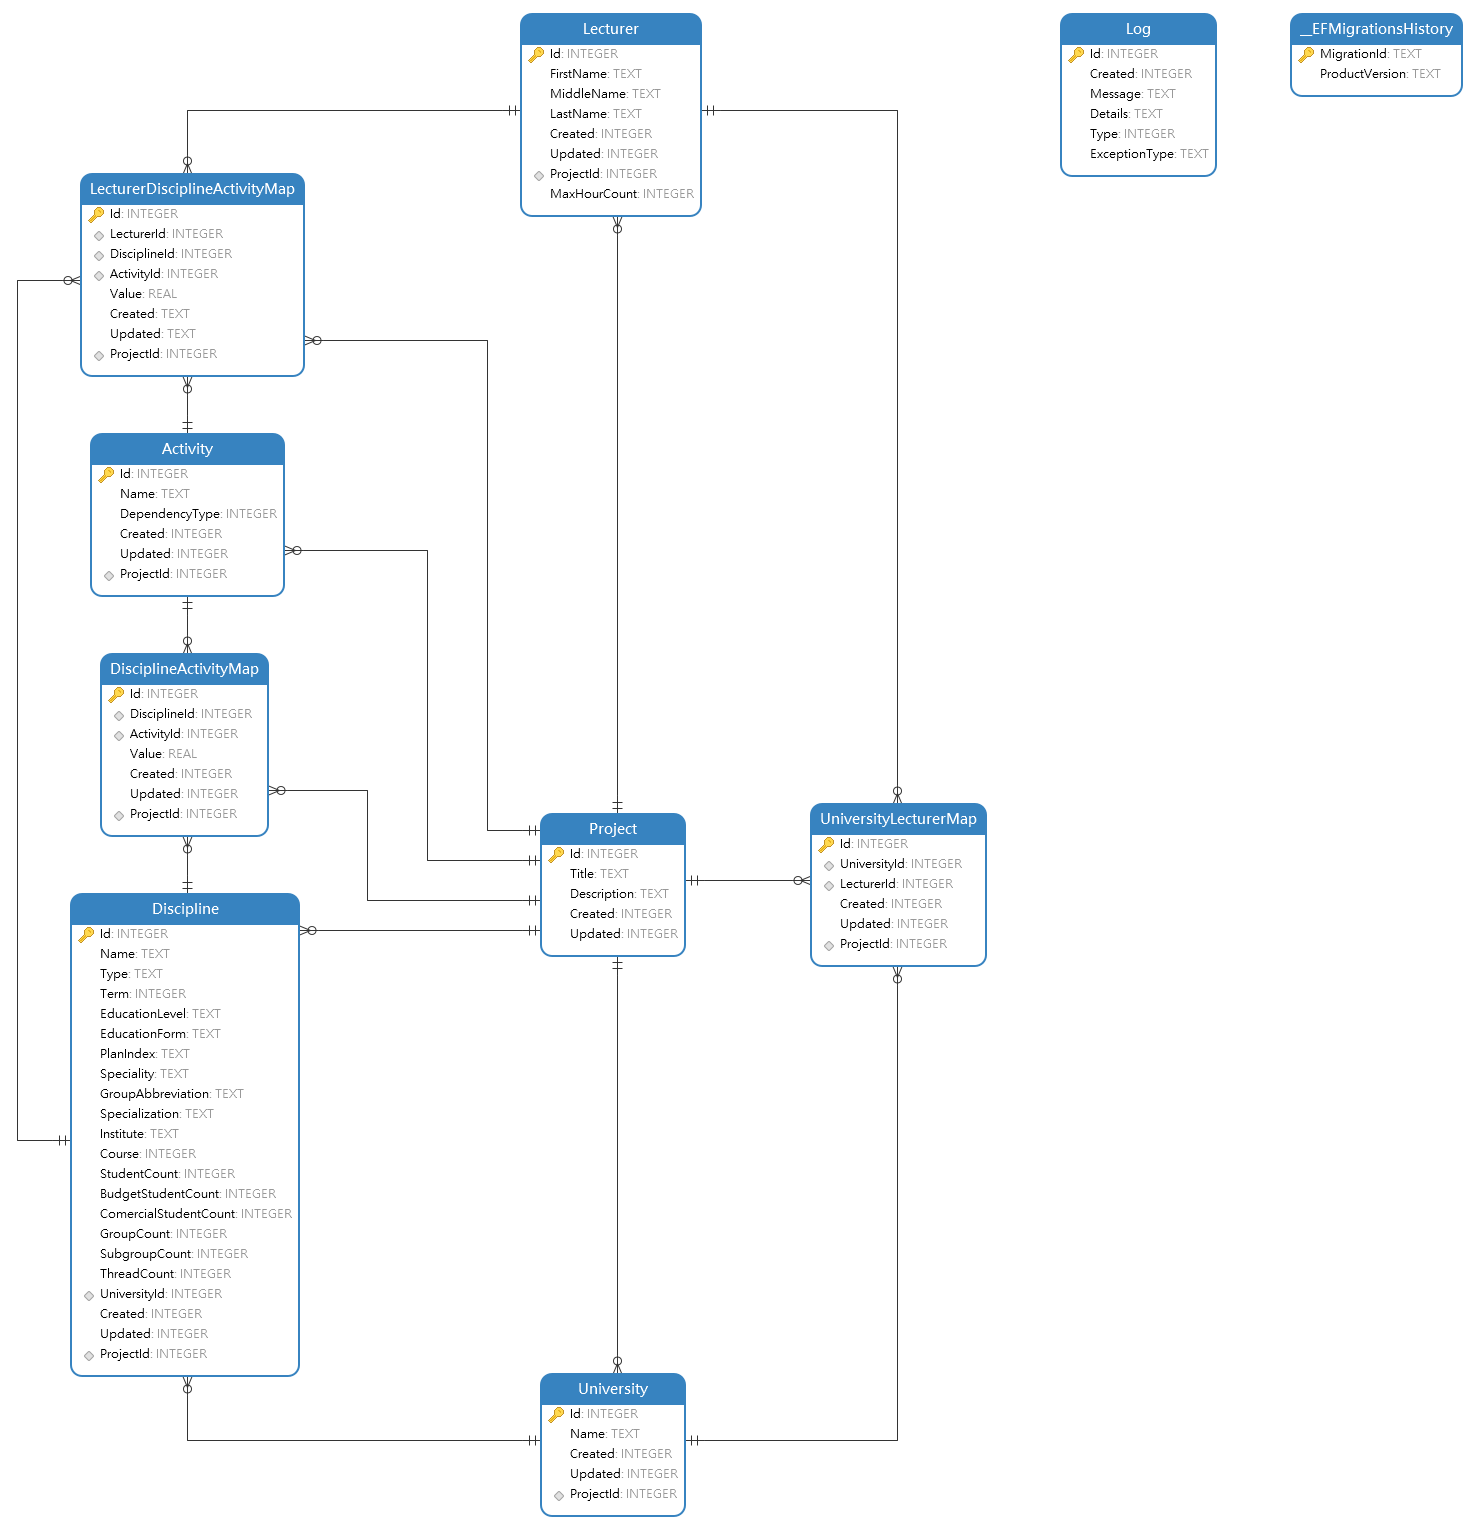 Lecturer
Id: INTEGER
FirstName: TEXT
MiddleName: TEXT
LastName: TEXT
Created: INTEGER
Updated: INTEGER
ProjectId: INTEGER
MaxHourCount: INTEGER
Log
Id: INTEGER
Created: INTEGER
Message: TEXT
Details: TEXT
Type: INTEGER
ExceptionType: TEXT
__EFMigrationsHistory
MigrationId: TEXT
ProductVersion: TEXT
LecturerDisciplineActivityMap
Id: INTEGER
LecturerId: INTEGER
DisciplineId: INTEGER
ActivityId: INTEGER
Value: REAL
Created: TEXT
Updated: TEXT
ProjectId: INTEGER
Activity
Id: INTEGER
Name: TEXT
DependencyType: INTEGER
Created: INTEGER
Updated: INTEGER
ProjectId: INTEGER
DisciplineActivityMap
Id: INTEGER
DisciplineId: INTEGER
ActivityId: INTEGER
Value: REAL
Created: INTEGER
Updated: INTEGER
ProjectId: INTEGER
Project
Id: INTEGER
Title: TEXT
Description: TEXT
Created: INTEGER
Updated: INTEGER
UniversityLecturerMap
Id: INTEGER
UniversityId: INTEGER
LecturerId: INTEGER
Created: INTEGER
Updated: INTEGER
ProjectId: INTEGER
Discipline
Id: INTEGER
Name: TEXT
Type: TEXT
Term: INTEGER
EducationLevel: TEXT
EducationForm: TEXT
PlanIndex: TEXT
Speciality: TEXT
GroupAbbreviation: TEXT
Specialization: TEXT
Institute: TEXT
Course: INTEGER
StudentCount: INTEGER
BudgetStudentCount: INTEGER
ComercialStudentCount: INTEGER
GroupCount: INTEGER
SubgroupCount: INTEGER
ThreadCount: INTEGER
UniversityId: INTEGER
Created: INTEGER
Updated: INTEGER
ProjectId: INTEGER
University
Id: INTEGER
Name: TEXT
Created: INTEGER
Updated: INTEGER
ProjectId: INTEGER